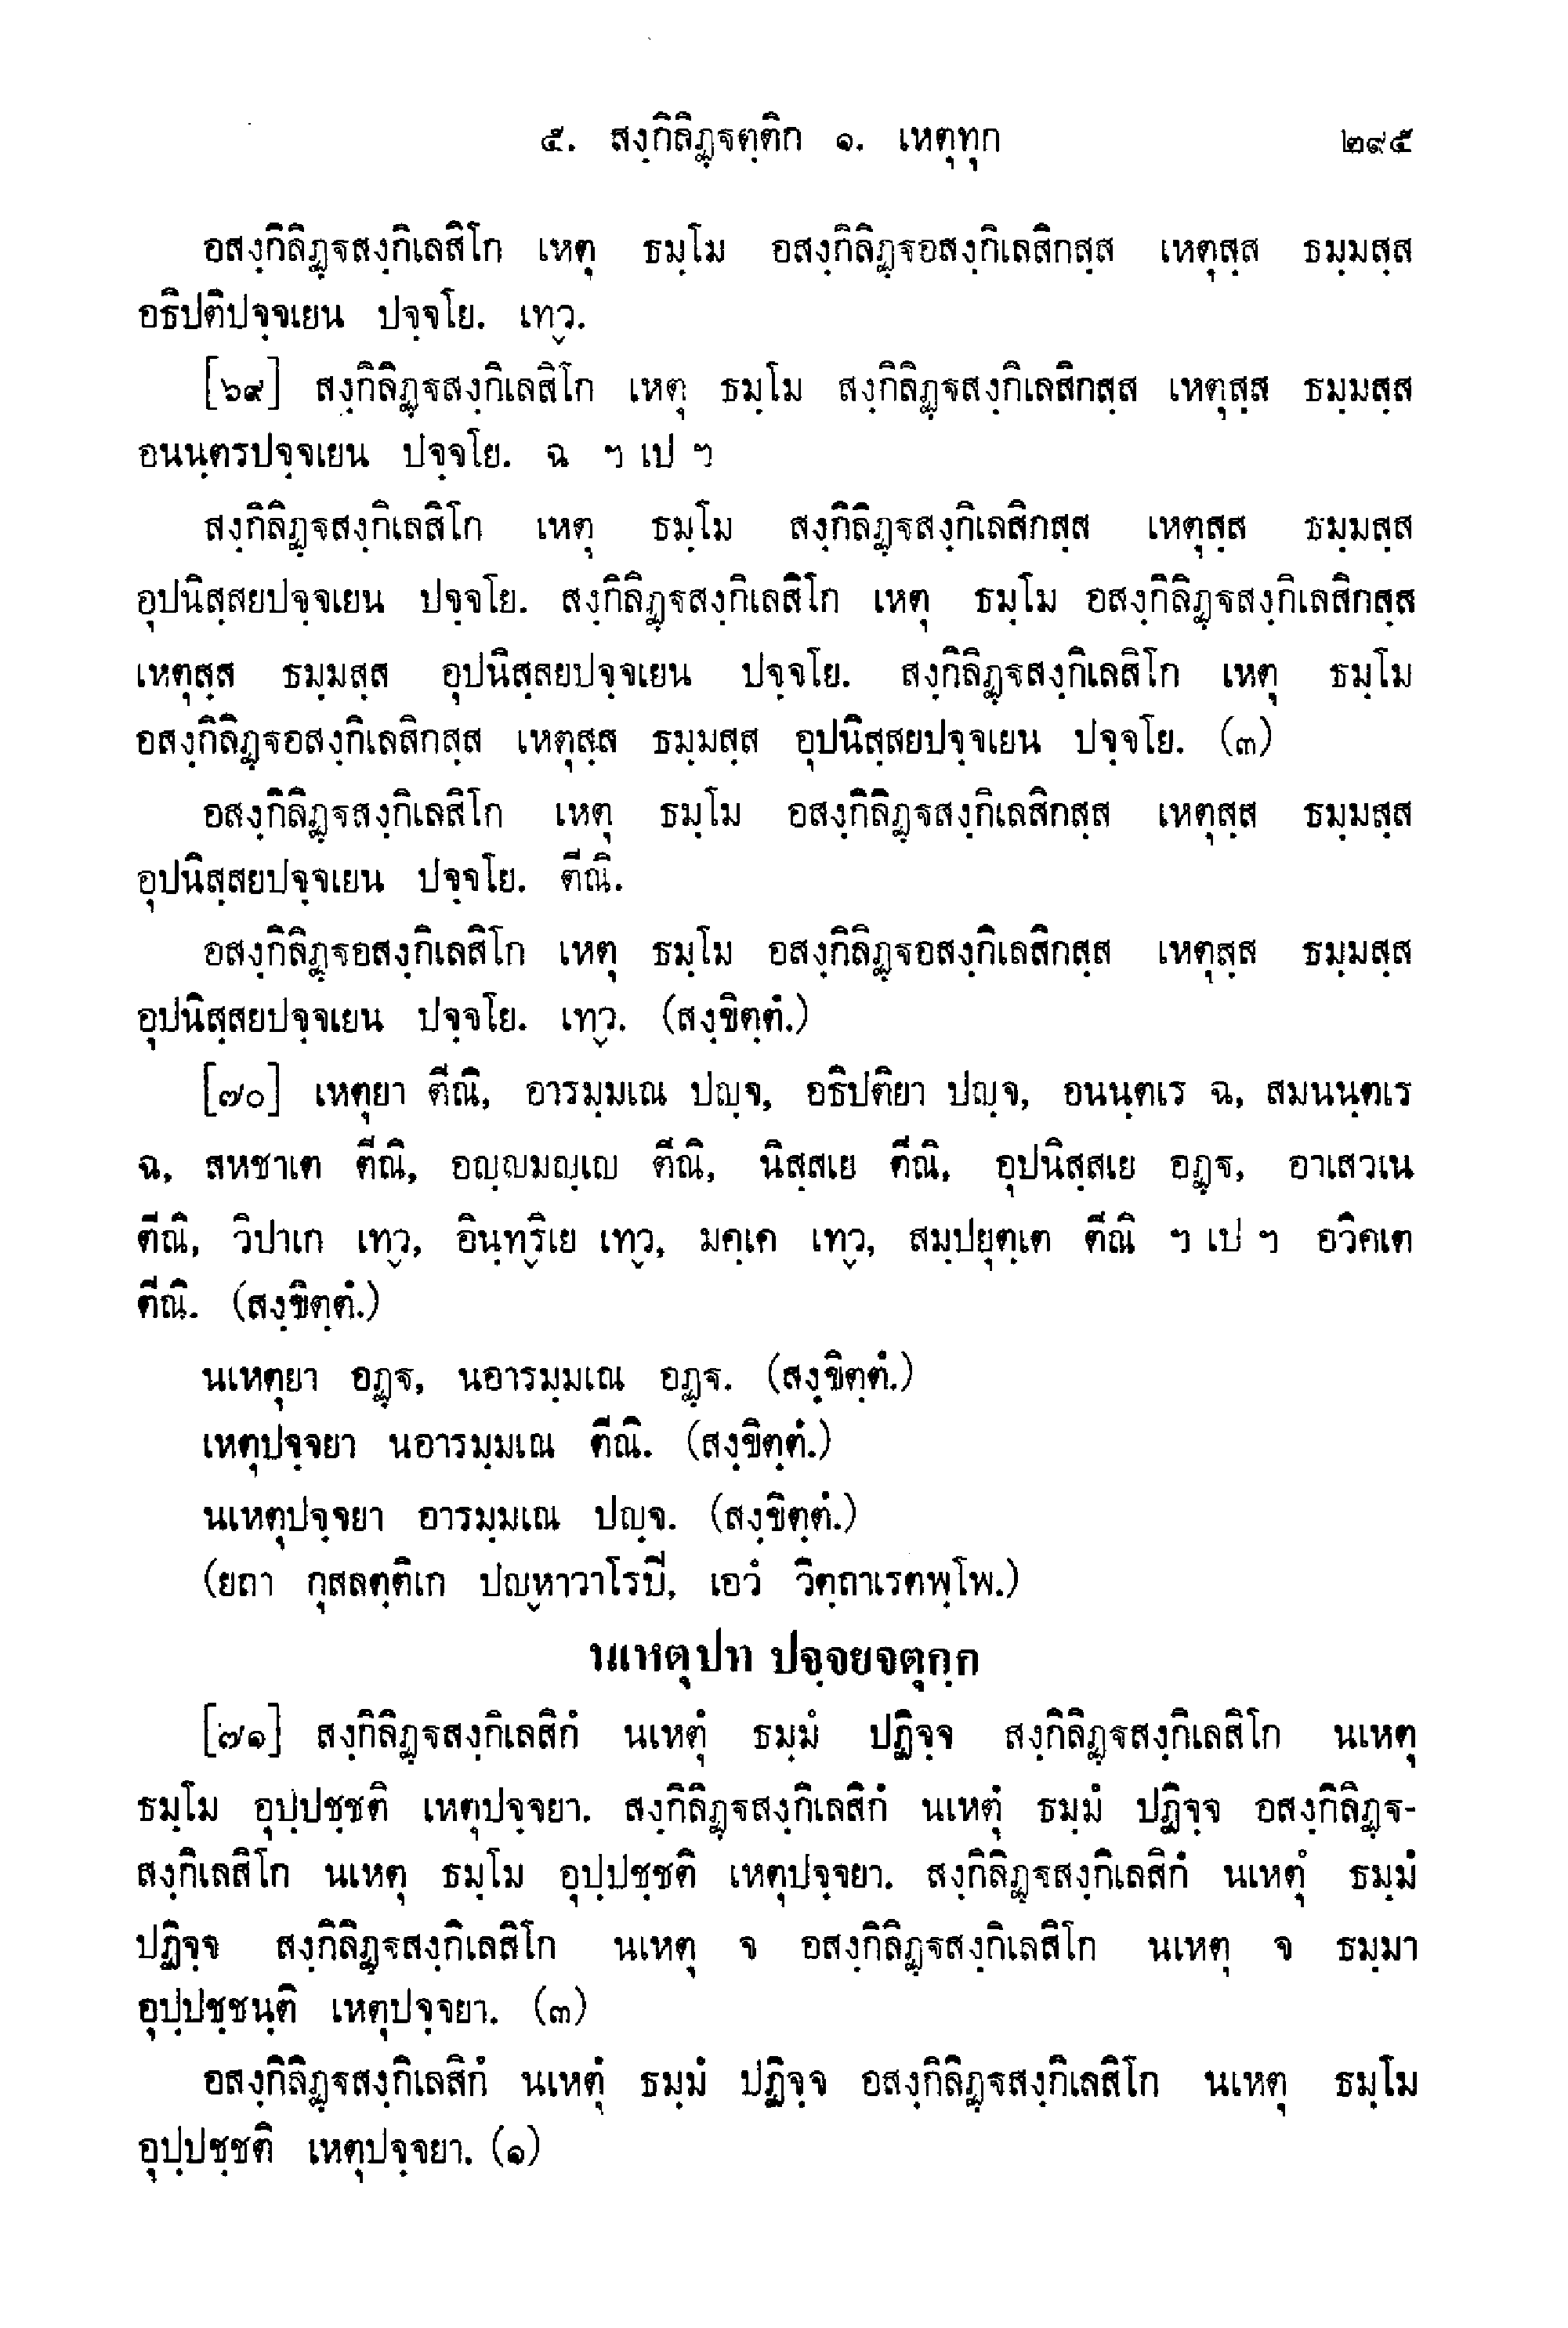 ๕. สงฺกิลิฏฺฐตฺติก ๑. เหตุทุก ๒๙๕
อสงฺกิลิฏฺฐสงฺกิเลสิโก เหตุ ธมฺโม อสงฺกิลิฏฺฐอสงฺกิเลสิกสฺส เหตุสฺส ธมฺมสฺส
อธิปติปจฺจเยน ปจฺจโย. เทฺว.
[๖๙] สงฺกิลิฏฺฐสงฺกิเลสิโก เหตุ ธมฺโม สงฺกิลิฏฺฐสงฺกิเลสิกสฺส เหตุสฺส ธมฺมสฺส
อนนฺตรปจฺจเยน ปจฺจโย. ฉ ฯ เป ฯ
สงฺกิลิฏฺฐสงฺกิเลสิโก เหตุ ธมฺโม สงฺกิลิฏฺฐสงฺกิเลสิกสฺส เหตุสฺส ธมฺมสฺส
อุปนิสฺสยปจฺจเยน ปจฺจโย. สงฺกิลิฏฺฐสงฺกิเลสิโก เหตุ ธมฺโม อสงฺกิลิฏฺฐสงฺกิเลสิกสฺส
เหตุสฺส ธมฺมสฺส อุปนิสฺสยปจฺจเยน ปจฺจโย. สงฺกิลิฏฺฐสงฺกิเลสิโก เหตุ ธมฺโม
อสงฺกิลิฏฺฐอสงฺกิเลสิกสฺส เหตุสฺส ธมฺมสฺส อุปนิสฺสยปจฺจเยน ปจฺจโย. (๓)
อสงฺกิลิฏฺฐสงฺกิเลสิโก เหตุ ธมฺโม อสงฺกิลิฏฺฐสงฺกิเลสิกสฺส เหตุสฺส ธมฺมสฺส
อุปนิสฺสยปจฺจเยน ปจฺจโย. ตีณิ.
อสงฺกิลิฏฺฐอสงฺกิเลสิโก เหตุ ธมฺโม อสงฺกิลิฏฺฐอสงฺกิเลสิกสฺส เหตุสฺส ธมฺมสฺส
อุปนิสฺสยปจฺจเยน ปจฺจโย. เทฺว. (สงฺขิตฺตํ.)
[๗๐] เหตุยา ตีณิ, อารมฺมเณ ปญฺจ, อธิปติยา ปญฺจ, อนนฺตเร ฉ, สมนนฺตเร
ฉ, สหชาเต ตีณิ, อญฺญมญฺเญ ตีณิ, นิสฺสเย ตีณิ, อุปนิสฺสเย อฏฺฐ, อาเสวเน
ตีณิ, วิปาเก เทฺว, อินฺทฺริเย เทฺว, มคฺเค เทฺว, สมฺปยุตฺเต ตีณิ ฯ เป ฯ อวิคเต
ตีณิ. (สงฺขิตฺตํ.)
นเหตุยา อฏฺฐ, นอารมฺมเณ อฏฺฐ. (สงฺขิตฺตํ.)
เหตุปจฺจยา นอารมฺมเณ ตีณิ. (สงฺขิตฺตํ.)
นเหตุปจฺจยา อารมฺมเณ ปญฺจ. (สงฺขิตฺตํ.)
(ยถา กุสลตฺติเก ปญฺหาวาโรปิ, เอวํ วิตฺถาเรตพฺโพ.)
นเหตุปท ปจฺจยจตุกฺก
[๗๑] สงฺกิลิฏฺฐสงฺกิเลสิกํ นเหตุํ ธมฺมํ ปฏิจฺจ สงฺกิลิฏฺฐสงฺกิเลสิโก นเหตุ
ธมฺโม อุปฺปชฺชติ เหตุปจฺจยา. สงฺกิลิฏฺฐสงฺกิเลสิกํ นเหตุํ ธมฺมํ ปฏิจฺจ อสงฺกิลิฏฺฐ-
สงฺกิเลสิโก นเหตุ ธมฺโม อุปฺปชฺชติ เหตุปจฺจยา. สงฺกิลิฏฺฐสงฺกิเลสิกํ นเหตุํ ธมฺมํ
ปฏิจฺจ สงฺกิลิฏฺฐสงฺกิเลสิโก นเหตุ จ อสงฺกิลิฏฺฐสงฺกิเลสิโก นเหตุ จ ธมฺมา
อุปฺปชฺชนฺติ เหตุปจฺจยา. (๓)
อสงฺกิลิฏฺฐสงฺกิเลสิกํ นเหตุํ ธมฺมํ ปฏิจฺจ อสงฺกิลิฏฺฐสงฺกิเลสิโก นเหตุ ธมฺโม
อุปฺปชฺชติ เหตุปจฺจยา. (๑)